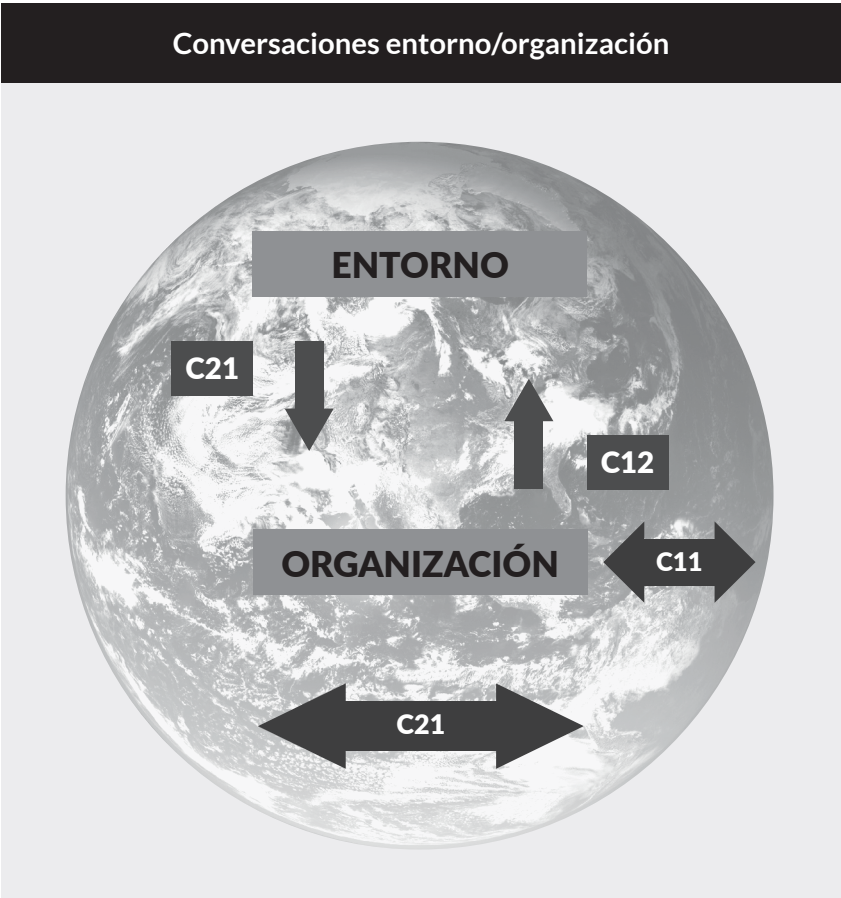 Conversaciones entorno/organización
ENTORNO
C21
C12
ORGANIZACIÓN
C11
C21